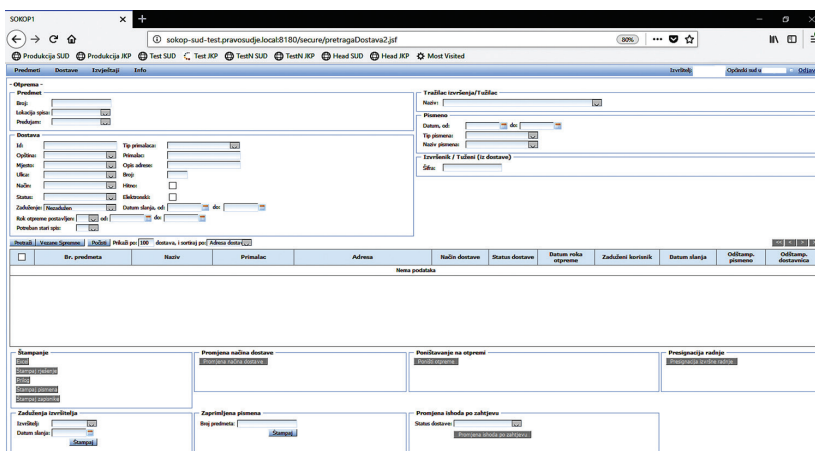 SOKOP1
sokop-sud-test.pravosudje.local:8180/secure/pretragaDostava2.jsf
80%
Produkcija SUD Produkcija JKP Test SUD Test JKP TestN SUD TestN JKP Head SUD Head JKP Most Visited
Predmeti Dostave Izvještaji Info Izvršitelj: Općinski sud u Odjava
- Otprema -
Predmet
Broj:
Lokacija spisa:
Predujam:
Tražilac izvršenja/Tužilac
Naziv:
Pismeno
Datum, od: do:
Tip pismena:
Naziv pismena:
Dostava
Id: Tip primalaca:
Opština: Primalac:
Mjesto: Opis adrese:
Ulica: Broj:
Način: Hitno:
Status: Elektronski:
Zaduženje: Nezadužen Datum slanja, od: do:
Rok otpreme postavljen: od: do:
Potreban stari spis:
Izvršenik / Tuženi (iz dostave)
Šifra:
Pretraži Vezane Spremne Počisti Prikaži po: 100 dostava, i sortiraj po: Adresa dostav
Br. predmeta Naziv Primalac Adresa Način dostave Status dostave Datum roka otpreme Zaduženi korisnik Datum slanja Odštamp. pismeno Odštamp. dostavnica
Nema podataka
Štampanje
Excel
Štampaj rješenje
Prilog
Štampaj pismena
Štampaj zapisnike
Promjena načina dostave
Promjena načina dostave
Poništavanje na otpremi
Poništi otpreme
Presignacija radnje
Presignacija izvršne radnje
Zaduženja izvršitelja
Izvršitelj:
Datum slanja:
Štampaj
Zaprimljena pismena
Broj predmeta:
Štampaj
Promjena ishoda po zahtjevu
Status dostave:
Promjena ishoda po zahtjevu